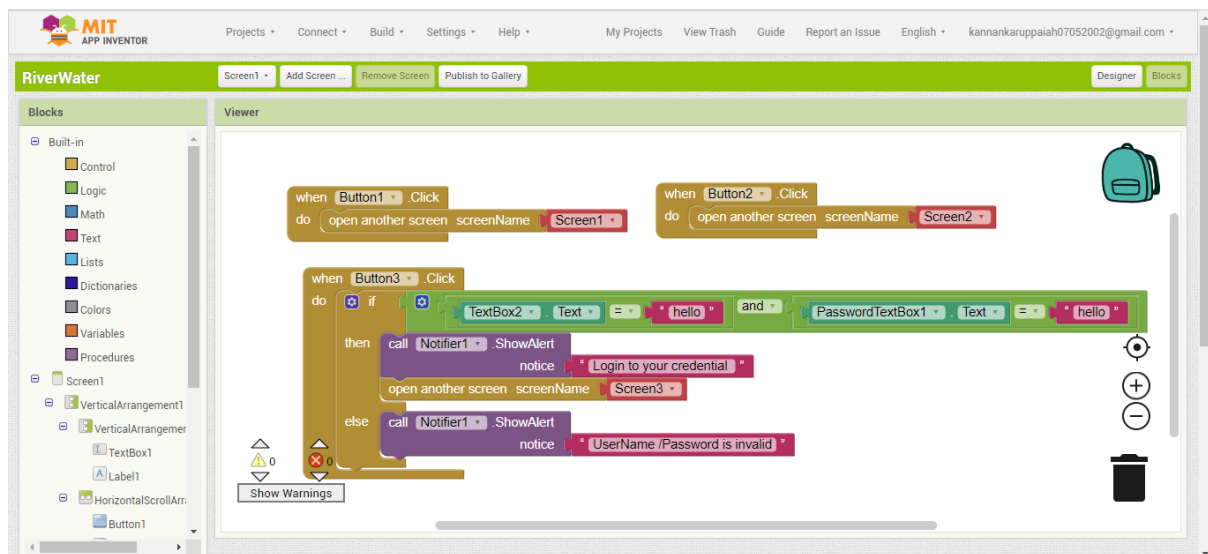 MIT
APP INVENTOR
Projects Connect Build Settings Help My Projects View Trash Guide Report an Issue English kannankaruppaiah07052002@gmail.com
RiverWater Screen1 Add Screen ... Remove Screen Publish to Gallery Designer Blocks
Blocks
Viewer
Built-in
Control
Logic
Math
Text
Lists
Dictionaries
Colors
Variables
Procedures
Screen1
VerticalArrangement1
VerticalArrangemer
TextBox1
Label1
HorizontalScrollArr
Button1
when Button1 .Click
do open another screen screenName Screen1
when Button2 .Click
do open another screen screenName Screen2
when Button3 .Click
do if TextBox2 . Text = " hello " and PasswordTextBox1 . Text = " hello "
then call Notifier1 .ShowAlert
notice " Login to your credential "
open another screen screenName Screen3
else call Notifier1 .ShowAlert
notice " UserName /Password is invalid "
0 0
Show Warnings